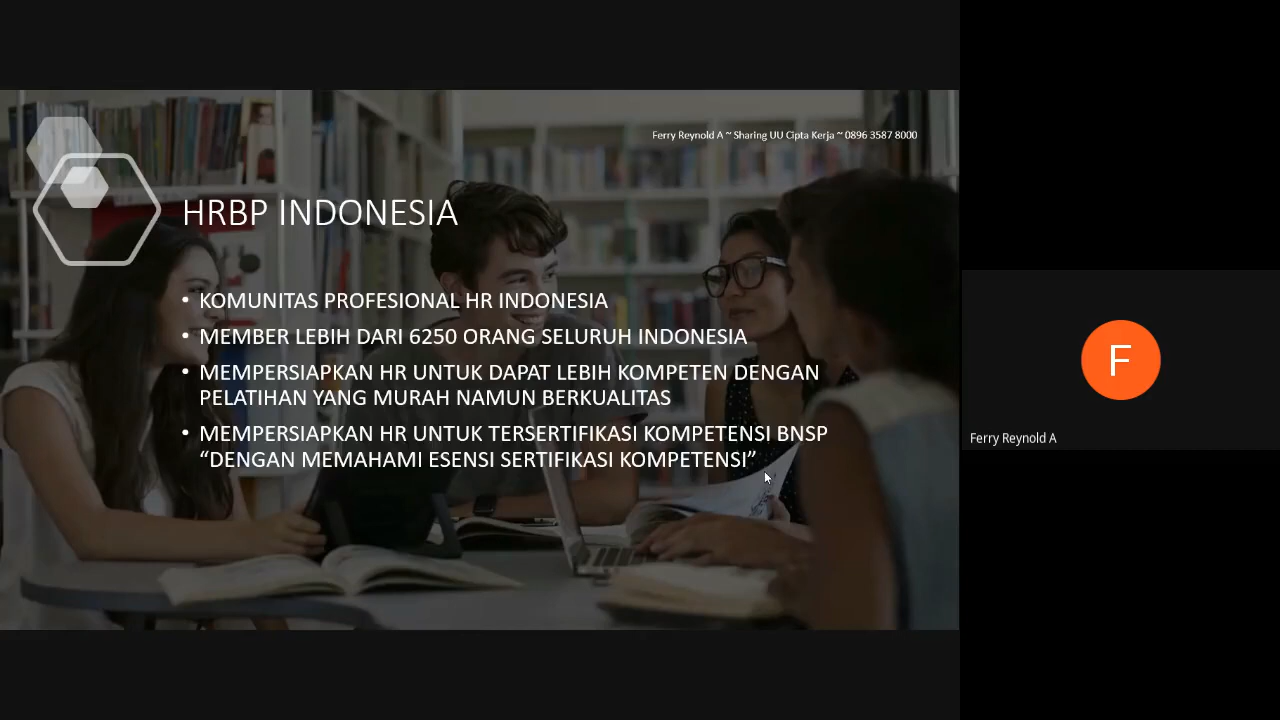 Ferry Reynold A ~ Sharing UU Cipta Kerja ~ 0896 3587 8000
HRBP INDONESIA
• KOMUNITAS PROFESIONAL HR INDONESIA
• MEMBER LEBIH DARI 6250 ORANG SELURUH INDONESIA
• MEMPERSIAPKAN HR UNTUK DAPAT LEBIH KOMPETEN DENGAN
PELATIHAN YANG MURAH NAMUN BERKUALITAS
• MEMPERSIAPKAN HR UNTUK TERSERTIFIKASI KOMPETENSI BNSP
“DENGAN MEMAHAMI ESENSI SERTIFIKASI KOMPETENSI”
F
Ferry Reynold A